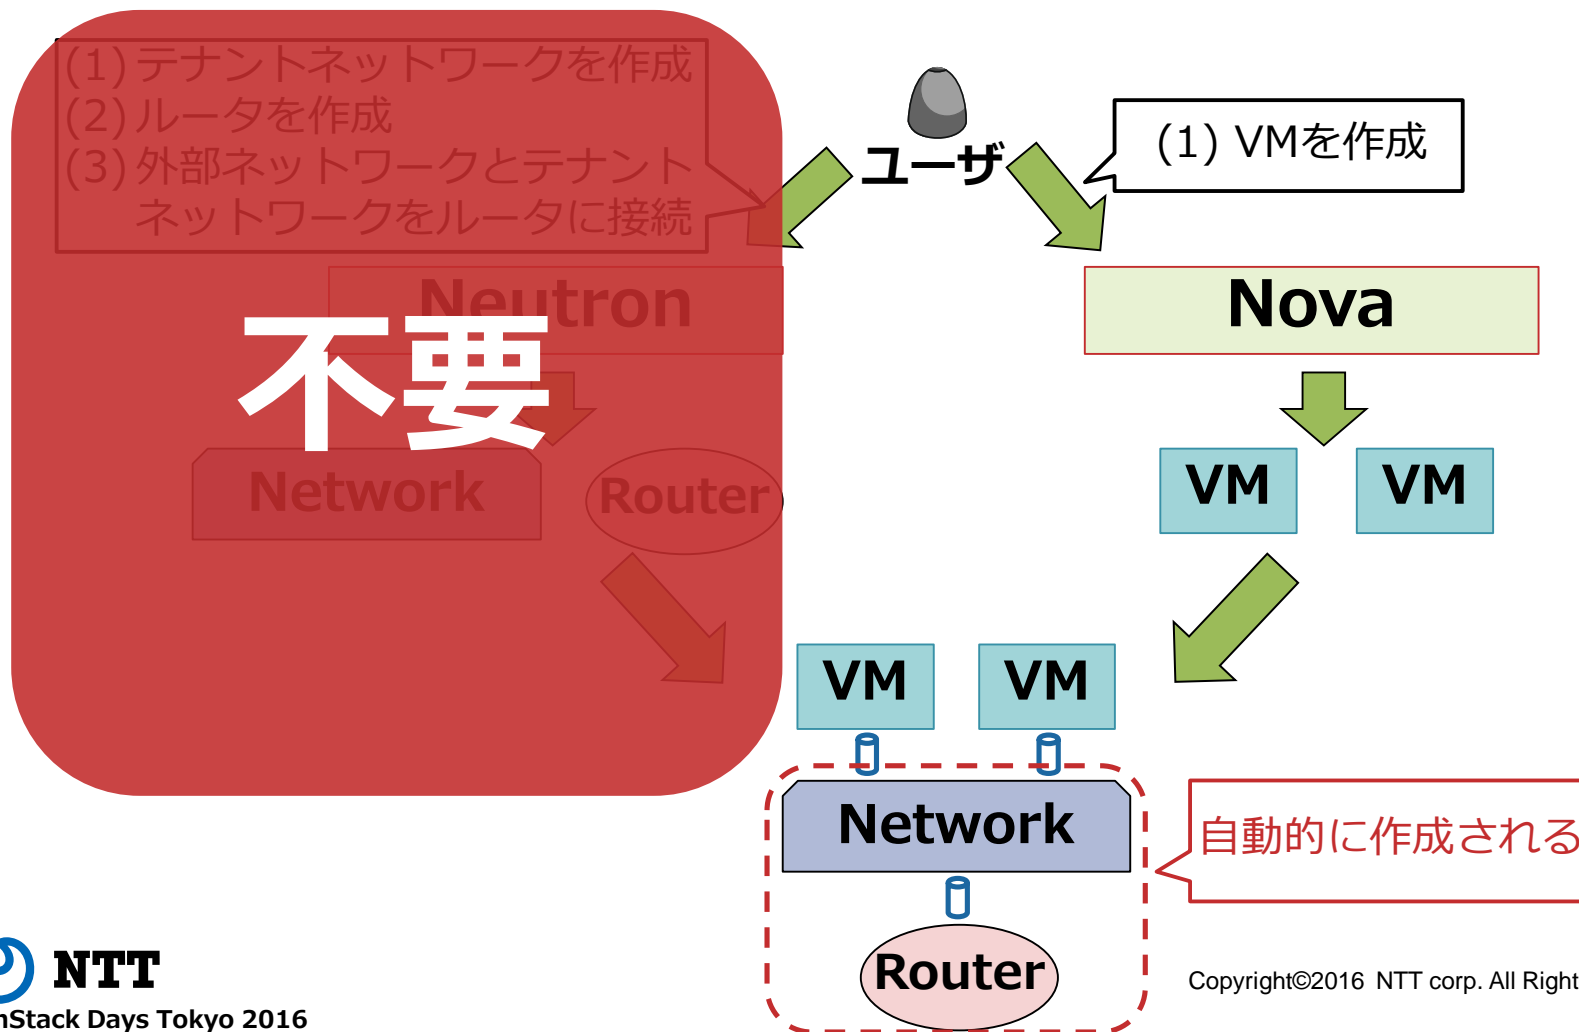 (1) テナントネットワークを作成
(2) ルータを作成
(3) 外部ネットワークとテナント
ネットワークをルータに接続
ユーザ
(1) VMを作成
Neutron
Nova
不要
Network
Router
VM
VM
VM
VM
Network
自動的に作成される
Router
NTT
nStack Days Tokyo 2016
Copyright©2016 NTT corp. All Right